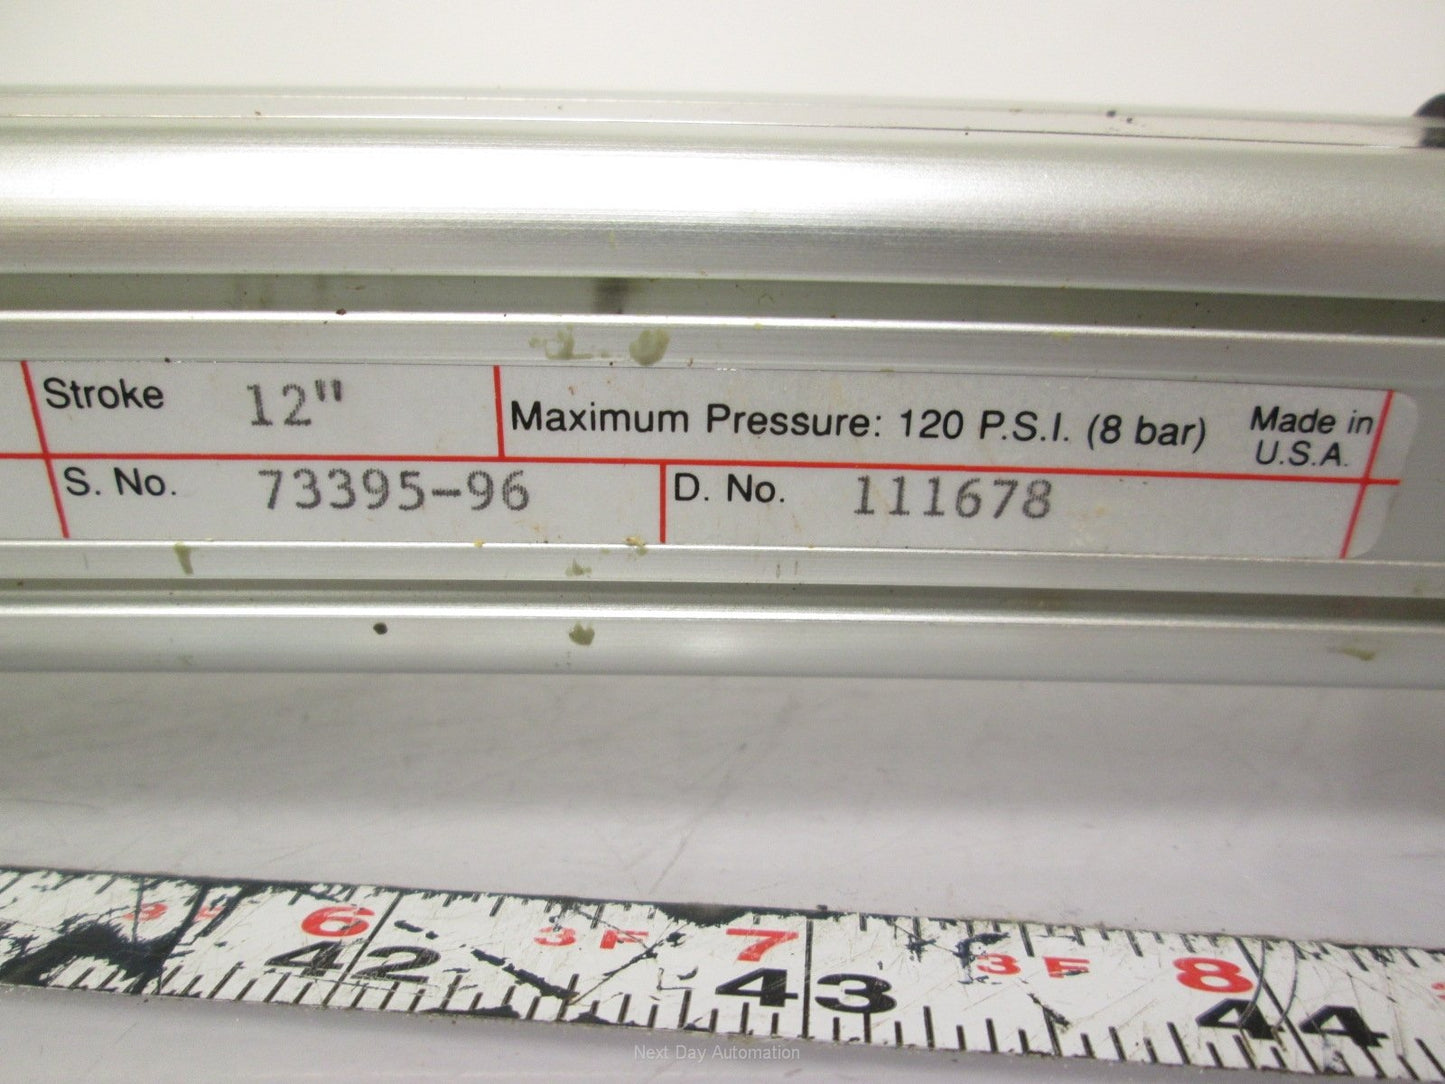 Stroke 12" Maximum Pressure: 120 P.S.I. (8 bar) Made in
U.S.A.
S. No. 73395-96 D. No. 111678
6 3F 7 3F 8
42 43 44
Next Day Automation